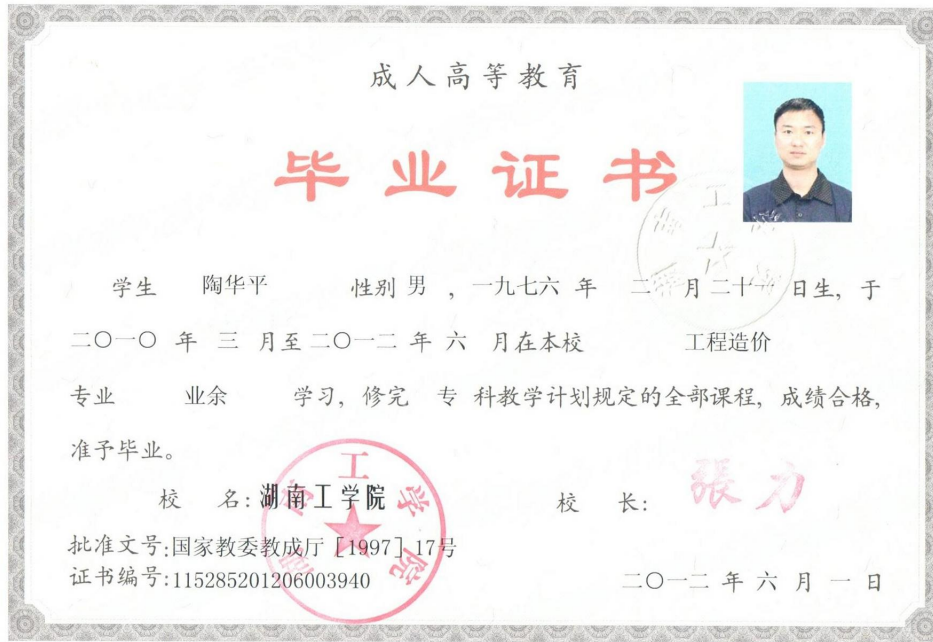 成人高等教育
毕业证书
学生 陶华平 性别 男 , 一九七六 年 二 月 二十一 日生, 于
二〇一〇 年 三 月至 二〇一二 年 六 月在本校 工程造价
专业 业余 学习, 修完 专 科教学计划规定的全部课程, 成绩合格,
准予毕业。
校 名: 湖南工学院
校 长: 張力
批准文号:国家教委教成厅[1997]17号
证书编号:115285201206003940
二〇一二 年 六 月 一 日
湖南工学院